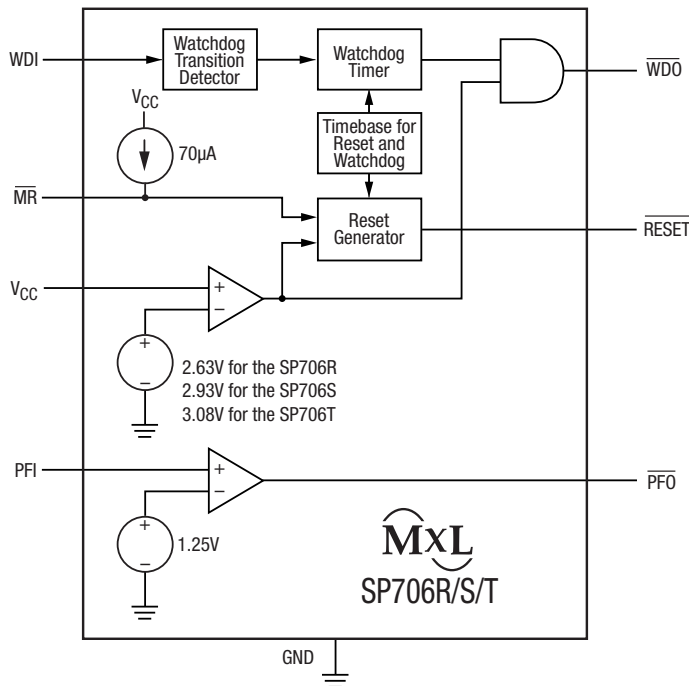 WDI
Watchdog
Transition
Detector
Watchdog
Timer
WDO
VCC
70µA
Timebase for
Reset and
Watchdog
MR
Reset
Generator
RESET
VCC
+
−
+
−
2.63V for the SP706R
2.93V for the SP706S
3.08V for the SP706T
PFI
+
−
PFO
+
−
1.25V
MXL
SP706R/S/T
GND